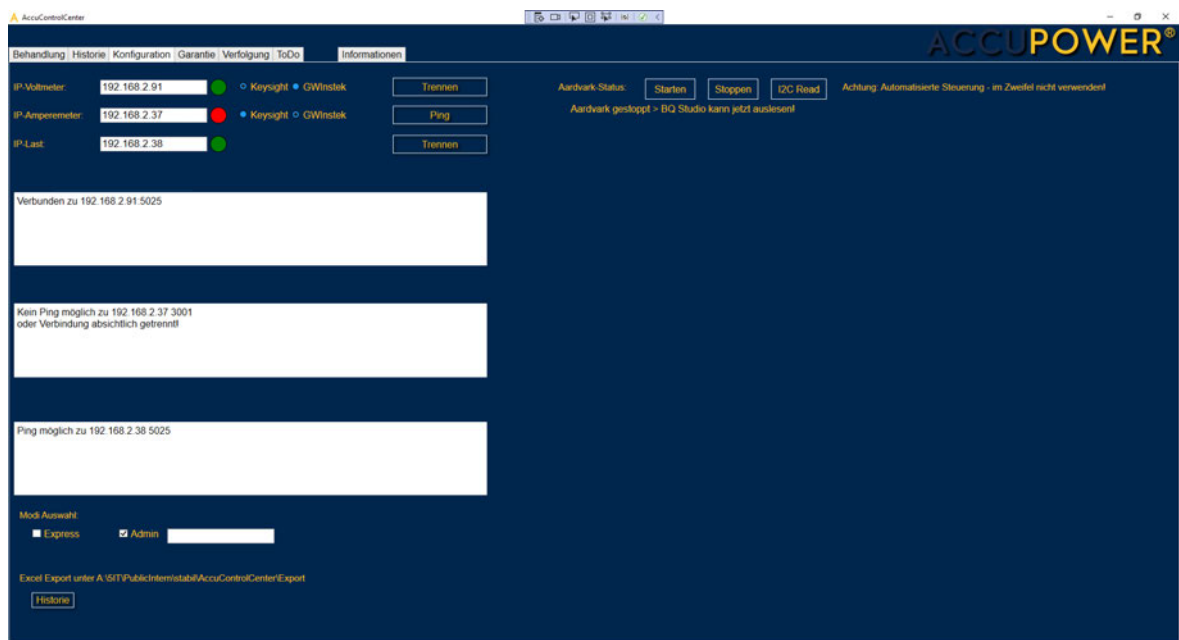 AccuControlCenter
ACCUPOWER®
Behandlung Historie Konfiguration Garantie Verfolgung ToDo Informationen
IP-Voltmeter: 192.168.2.91 Keysight GWInstek Trennen
IP-Amperemeter: 192.168.2.37 Keysight GWInstek Ping
IP-Last: 192.168.2.38 Trennen
Aardvark-Status: Starten Stoppen I2C Read Achtung: Automatisierte Steuerung - im Zweifel nicht verwenden!
Aardvark gestoppt > BQ Studio kann jetzt auslesen!
Verbunden zu 192.168.2.91:5025
Kein Ping möglich zu 192.168.2.37 3001
oder Verbindung absichtlich getrennt!
Ping möglich zu 192.168.2.38 5025
Modi Auswahl:
Express Admin
Excel Export unter A:\5IT\PublicIntern\stabil\AccuControlCenter\Export
Historie